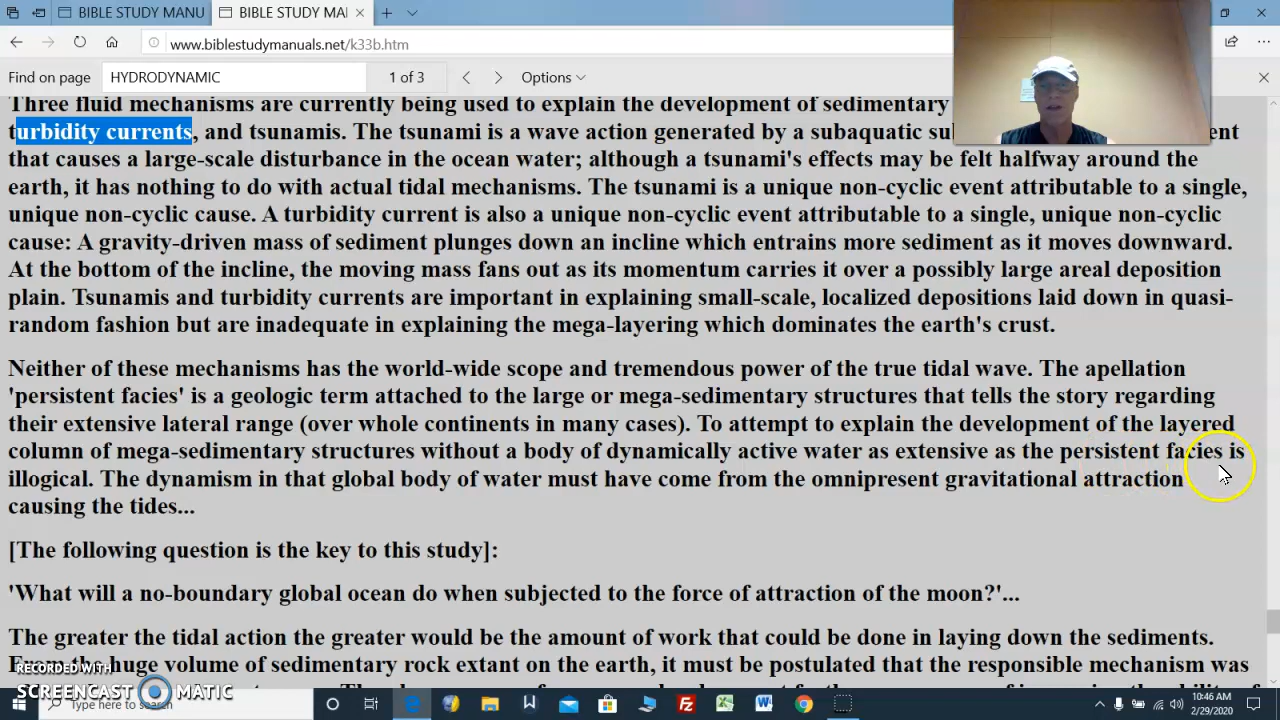 BIBLE STUDY MANU
BIBLE STUDY MAI
www.biblestudymanuals.net/k33b.htm
Find on page
HYDRODYNAMIC
1 of 3
Options
Three fluid mechanisms are currently being used to explain the development of sedimentary
turbidity currents, and tsunamis. The tsunami is a wave action generated by a subaquatic
that causes a large-scale disturbance in the ocean water; although a tsunami's effects may be felt halfway around the
earth, it has nothing to do with actual tidal mechanisms. The tsunami is a unique non-cyclic event attributable to a single,
unique non-cyclic cause. A turbidity current is also a unique non-cyclic event attributable to a single, unique non-cyclic
cause: A gravity-driven mass of sediment plunges down an incline which entrains more sediment as it moves downward.
At the bottom of the incline, the moving mass fans out as its momentum carries it over a possibly large areal deposition
plain. Tsunamis and turbidity currents are important in explaining small-scale, localized depositions laid down in quasi-
random fashion but are inadequate in explaining the mega-layering which dominates the earth's crust.
Neither of these mechanisms has the world-wide scope and tremendous power of the true tidal wave. The apellation
'persistent facies' is a geologic term attached to the large or mega-sedimentary structures that tells the story regarding
their extensive lateral range (over whole continents in many cases). To attempt to explain the development of the layered
column of mega-sedimentary structures without a body of dynamically active water as extensive as the persistent facies is
illogical. The dynamism in that global body of water must have come from the omnipresent gravitational attraction
causing the tides...
[The following question is the key to this study]:
'What will a no-boundary global ocean do when subjected to the force of attraction of the moon?'...
The greater the tidal action the greater would be the amount of work that could be done in laying down the sediments.
huge volume of sedimentary rock extant on the earth, it must be postulated that the responsible mechanism was
RECORDED WITH
SCREENCAST MATIC
Type here to search
10:46 AM
2/29/2020